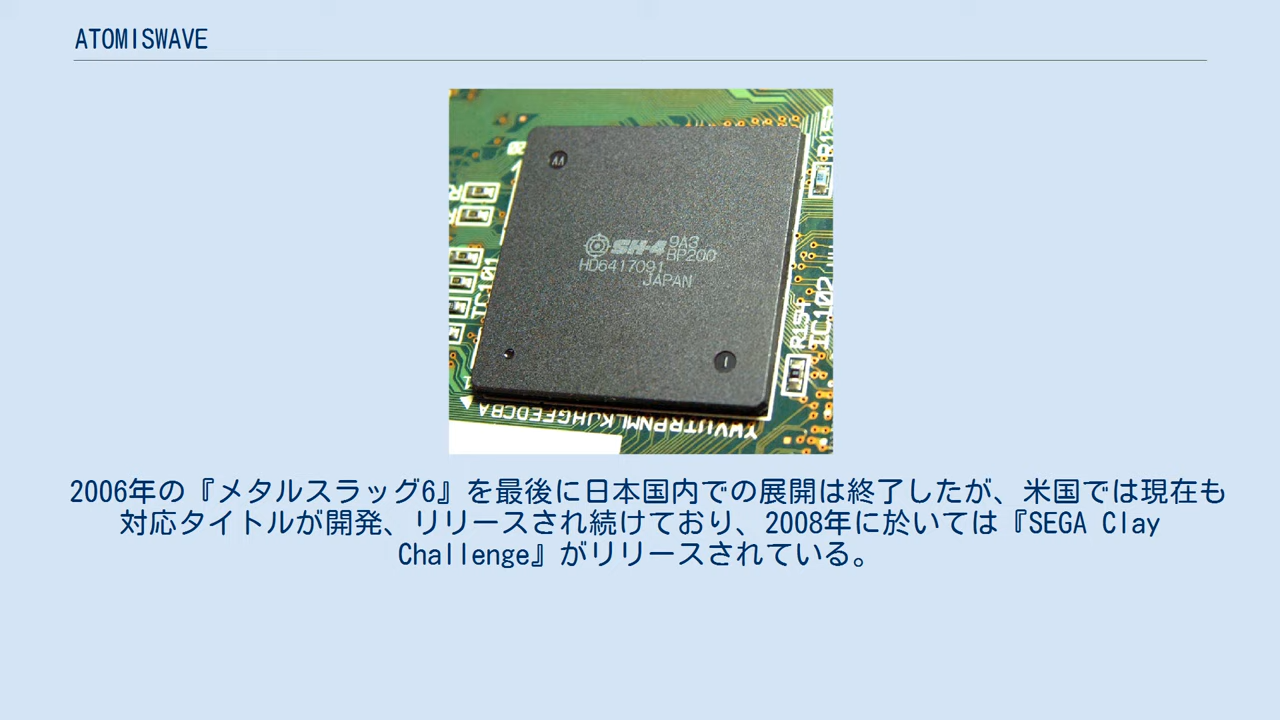 ATOMISWAVE
SH-4 9A3
BP200
HD6417091
JAPAN
IC101
R154
IC102
YWVUTRPNMLKJHGFEDCBA
2006年の『メタルスラッグ6』を最後に日本国内での展開は終了したが、米国では現在も
対応タイトルが開発、リリースされ続けており、2008年に於いては『SEGA Clay
Challenge』がリリースされている。